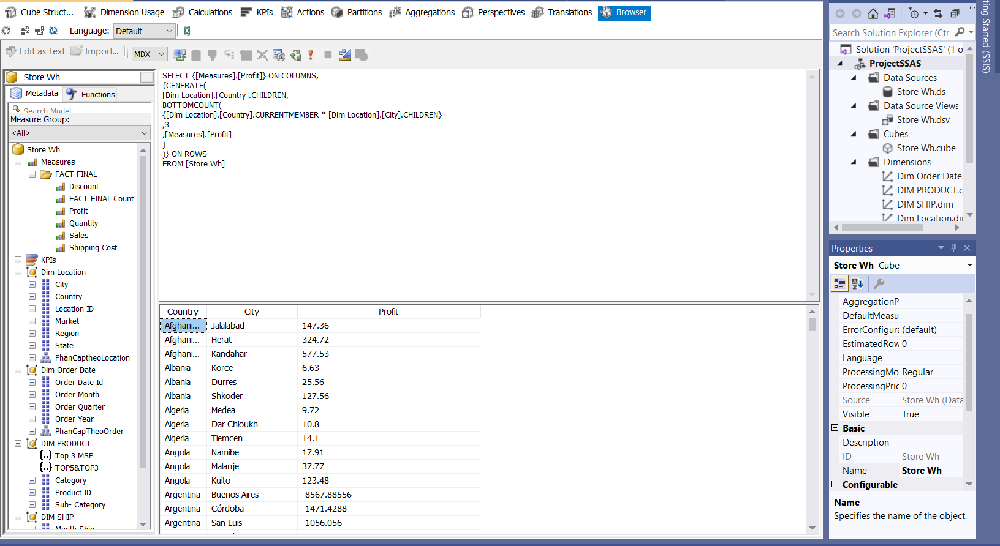 Cube Struct...
Dimension Usage
Calculations
KPIs
Actions
Partitions
Aggregations
Perspectives
Translations
Browser
Language:
Default
Edit as Text
Import...
MDX
Store Wh
Metadata
Functions
Search Model
Measure Group:
<All>
Store Wh
Measures
FACT FINAL
Discount
FACT FINAL Count
Profit
Quantity
Sales
Shipping Cost
KPIs
Dim Location
City
Country
Location ID
Market
Region
State
PhanCaptheoLocation
Dim Order Date
Order Date Id
Order Month
Order Quarter
Order Year
PhanCapTheoOrder
DIM PRODUCT
Top 3 MSP
TOP5&TOP3
Category
Product ID
Sub- Category
DIM SHIP
Month Ship
SELECT {[Measures].[Profit]} ON COLUMNS,
{GENERATE(
[Dim Location].[Country].CHILDREN,
BOTTOMCOUNT(
{[Dim Location].[Country].CURRENTMEMBER * [Dim Location].[City].CHILDREN}
,3
,[Measures].[Profit]
)
)} ON ROWS
FROM [Store Wh]
Country City Profit
Afghani... Jalalabad 147.36
Afghani... Herat 324.72
Afghani... Kandahar 577.53
Albania Korce 6.63
Albania Durres 25.56
Albania Shkoder 127.56
Algeria Medea 9.72
Algeria Dar Chioukh 10.8
Algeria Tlemcen 14.1
Angola Namibe 17.91
Angola Malanje 37.77
Angola Kuito 123.48
Argentina Buenos Aires -8567.88556
Argentina Córdoba -1471.4288
Argentina San Luis -1056.056
Search Solution Explorer (Ctr
Solution 'ProjectSSAS' (1 o
ProjectSSAS
Data Sources
Store Wh.ds
Data Source Views
Store Wh.dsv
Cubes
Store Wh.cube
Dimensions
Dim Order Date.
DIM PRODUCT.d
DIM SHIP.dim
Dim Location.dir
Properties
Store Wh Cube
AggregationP
DefaultMeasu
ErrorConfigura (default)
EstimatedRow 0
Language
ProcessingMo Regular
ProcessingPric 0
Source Store Wh (Data
Visible True
Basic
Description
ID Store Wh
Name Store Wh
Configurable
Name
Specifies the name of the object.
ting Started (SSIS)